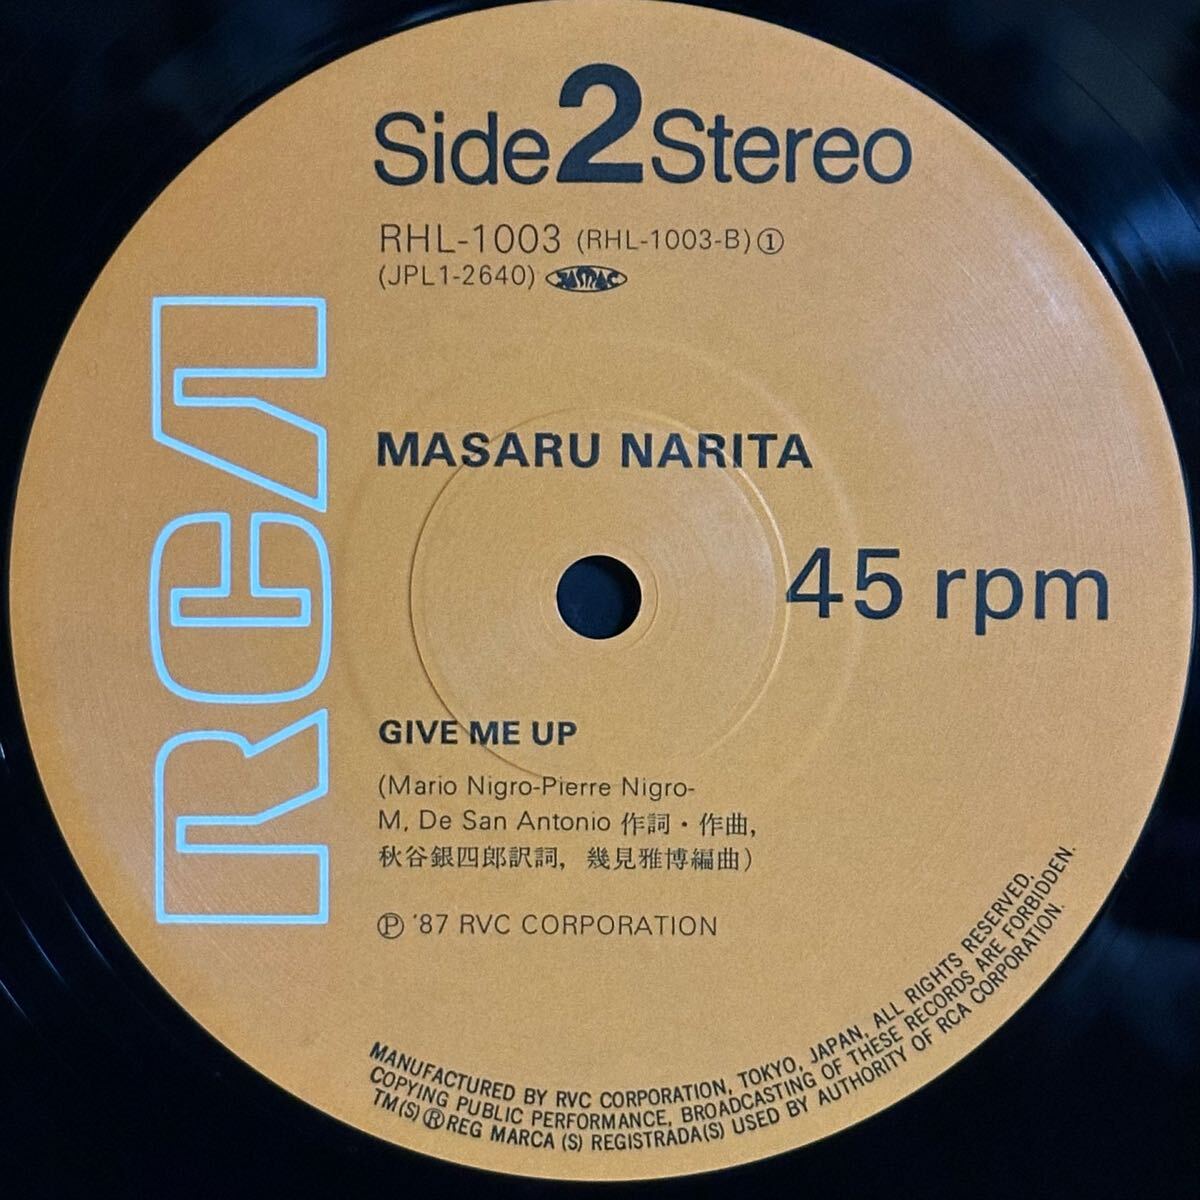 Side 2 Stereo
RHL-1003 (RHL-1003-B) ①
(JPL1-2640) JASRAC
RCA
MASARU NARITA
45 rpm
GIVE ME UP
(Mario Nigro-Pierre Nigro-
M, De San Antonio 作詞・作曲,
秋谷銀四郎訳詞, 幾見雅博編曲)
Ⓟ '87 RVC CORPORATION
MANUFACTURED BY RVC CORPORATION, TOKYO, JAPAN, ALL RIGHTS RESERVED,
COPYING PUBLIC PERFORMANCE, BROADCASTING OF THESE RECORDS ARE FORBIDDEN.
TM(S) ® REG MARCA (S) REGISTRADA(S) USED BY AUTHORITY OF RCA CORPORATION.